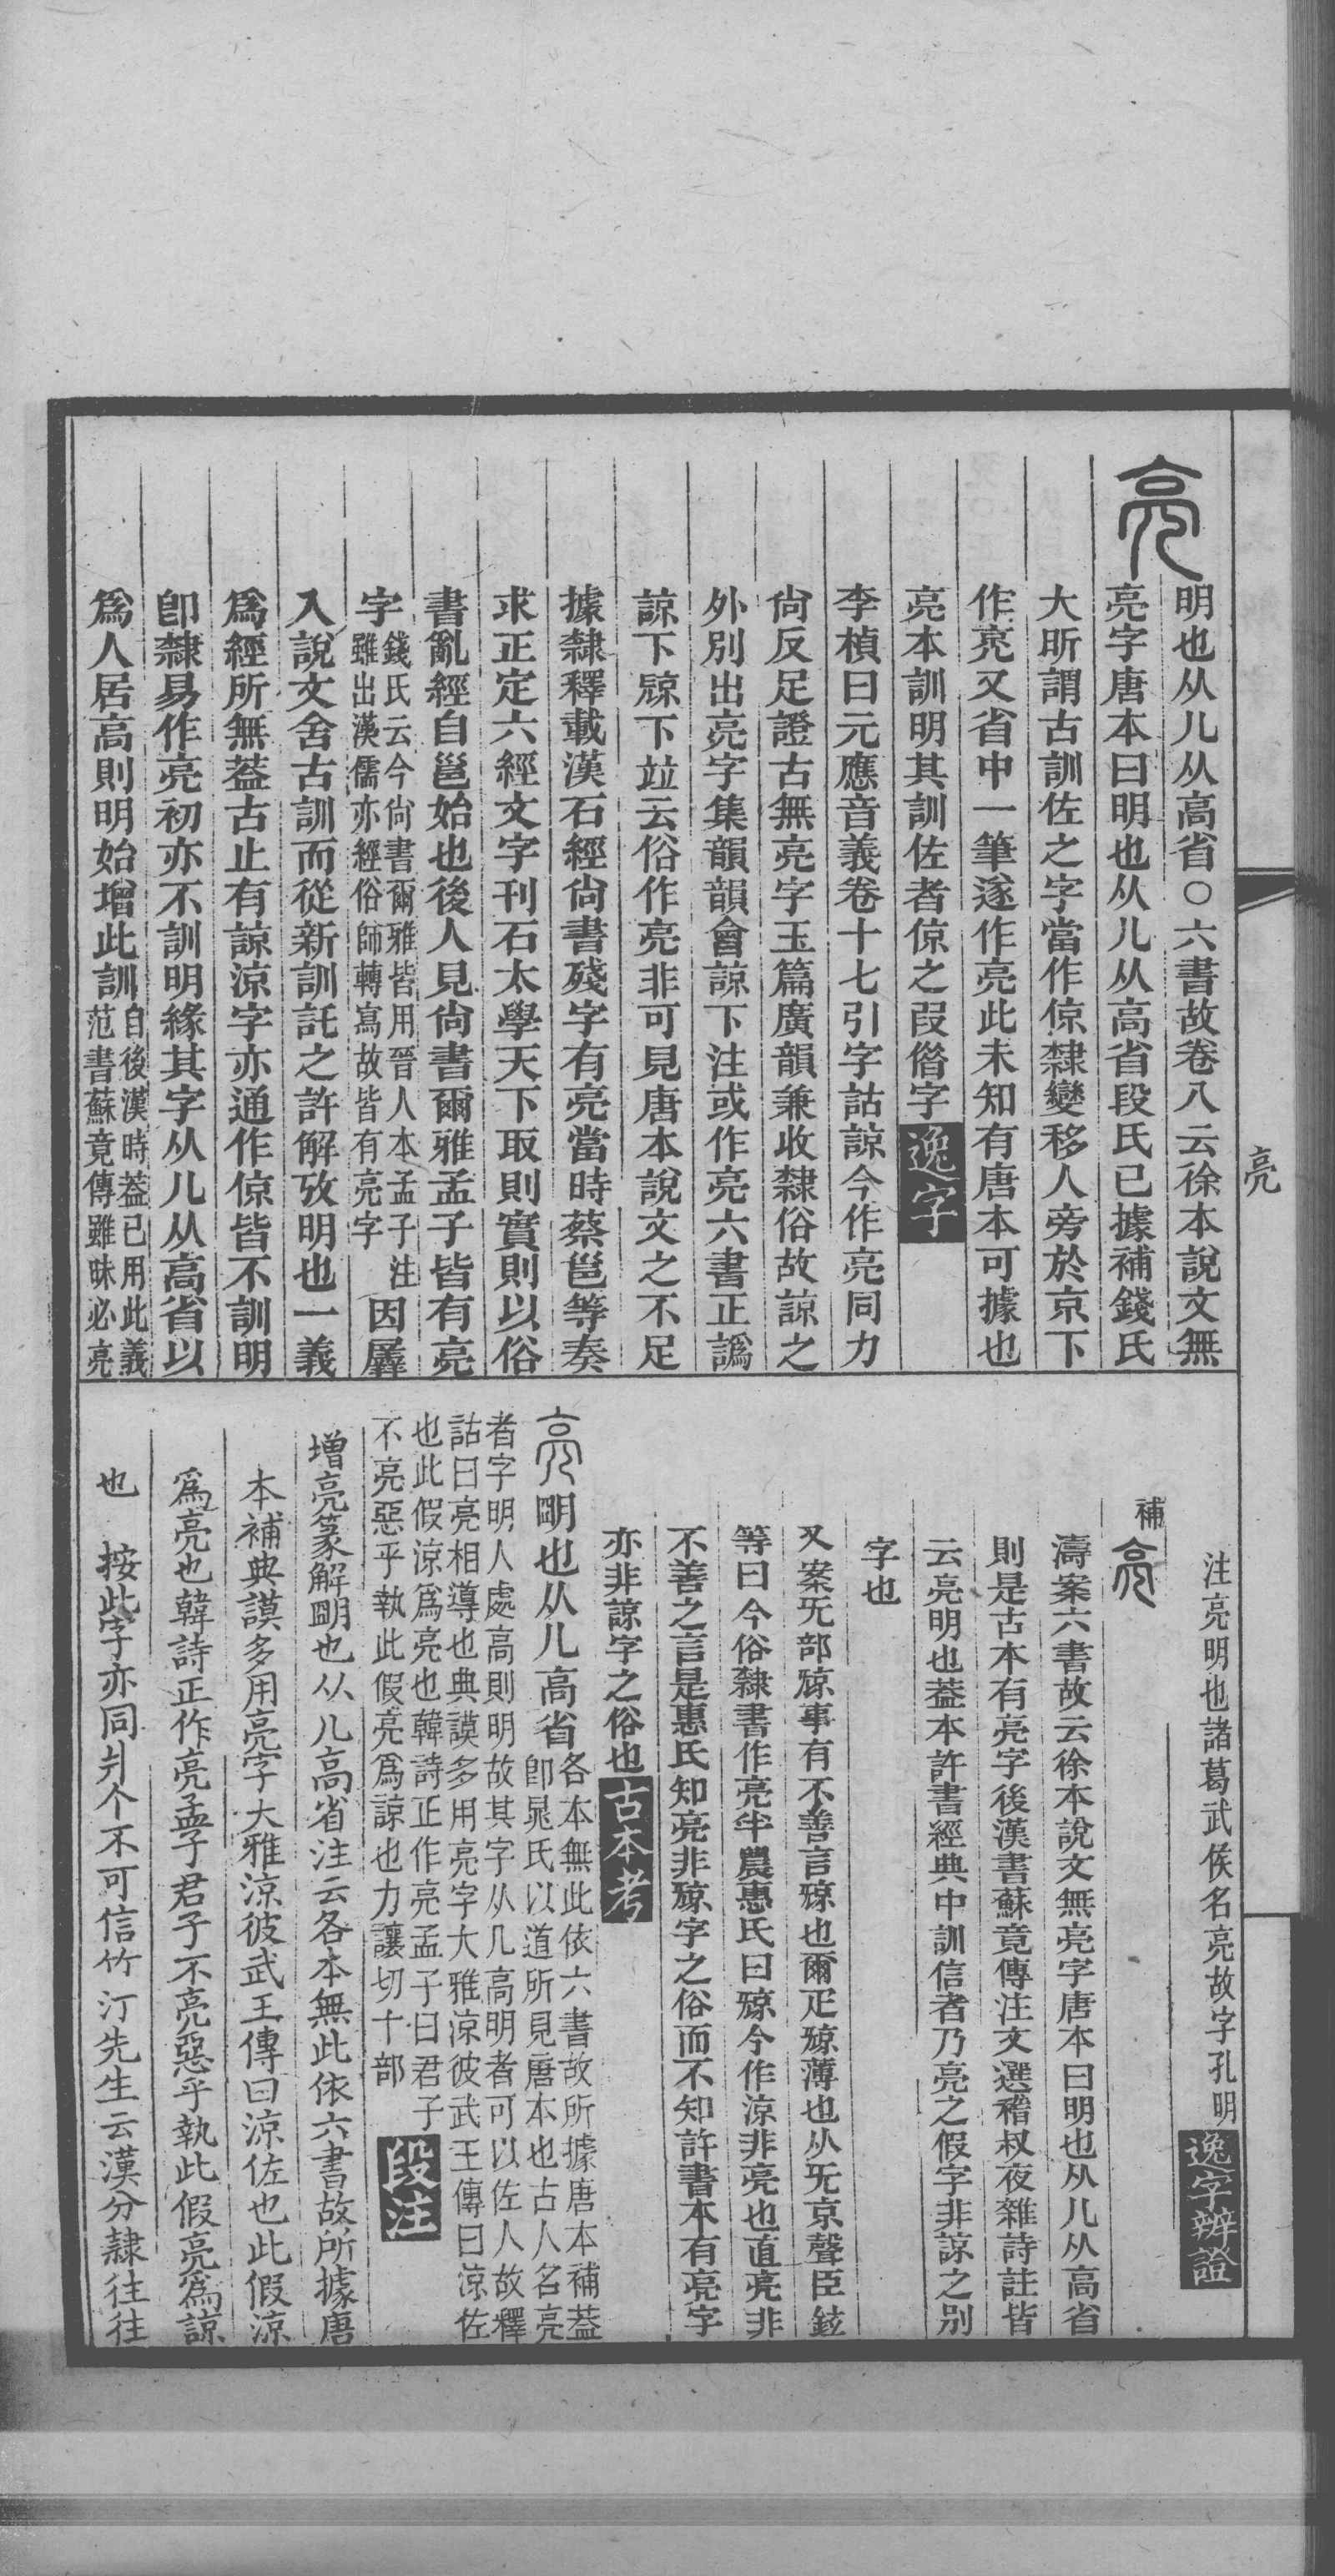 亮
亮
明也从儿从高省○六書故卷八云徐本說文無
亮字唐本曰明也从儿从高省段氏已據補錢氏
大昕謂古訓佐之字當作倞隸變移人旁於京下
作亮又省中一筆遂作亮此未知有唐本可據也
亮本訓明其訓佐者倞之叚僭字逸字
李楨曰元應音義卷十七引字詁諒今作亮同力
尙反足證古無亮字玉篇廣韻兼收隸俗故諒之
外別出亮字集韻韻會諒下注或作亮六書正譌
諒下䣼下竝云俗作亮非可見唐本說文之不足
據隸釋載漢石經尙書殘字有亮當時蔡邕等奏
求正定六經文字刊石太學天下取則實則以俗
書亂經自邕始也後人見尙書爾雅孟子皆有亮
字錢氏云今尙書爾雅皆用晉人本孟子注
雖出漢儒亦經俗師轉寫故皆有亮字因羼
入說文舍古訓而從新訓託之許解攷明也一義
爲經所無葢古止有諒涼字亦通作倞皆不訓明
卽隸易作亮初亦不訓明緣其字从儿从高省以
爲人居高則明始增此訓自後漢時葢已用此義
范書蘇竟傳雖昧必亮
注亮明也諸葛武侯名亮故字孔明逸字辨證
補亮
濤案六書故云徐本說文無亮字唐本曰明也从儿从高省
則是古本有亮字後漢書蘇竟傳注文選嵇叔夜雜詩註皆
云亮明也葢本許書經典中訓信者乃亮之假字非諒之別
字也
又案旡部䣼事有不善言䣼也爾疋䣼薄也从旡京聲臣鉉
等曰今俗隸書作亮半農惠氏曰䣼今作涼非亮也直亮非
不善之言是惠氏知亮非䣼字之俗而不知許書本有亮字
亦非諒字之俗也古本考
亮朙也从儿高省各本無此依六書故所據唐本補葢
卽晁氏以道所見唐本也古人名亮
者字明人處高則明故其字从儿高明者可以佐人故釋
詁曰亮相導也典謨多用亮字大雅涼彼武王傳曰涼佐
也此假涼爲亮也韓詩正作亮孟子曰君子
不亮惡乎執此假亮爲諒也力讓切十部段注
增亮篆解朙也从儿高省注云各本無此依六書故所據唐
本補典謨多用亮字大雅涼彼武王傳曰涼佐也此假涼
爲亮也韓詩正作亮孟子君子不亮惡乎執此假亮爲諒
也　按此字亦同爿个不可信竹汀先生云漢分隸往往